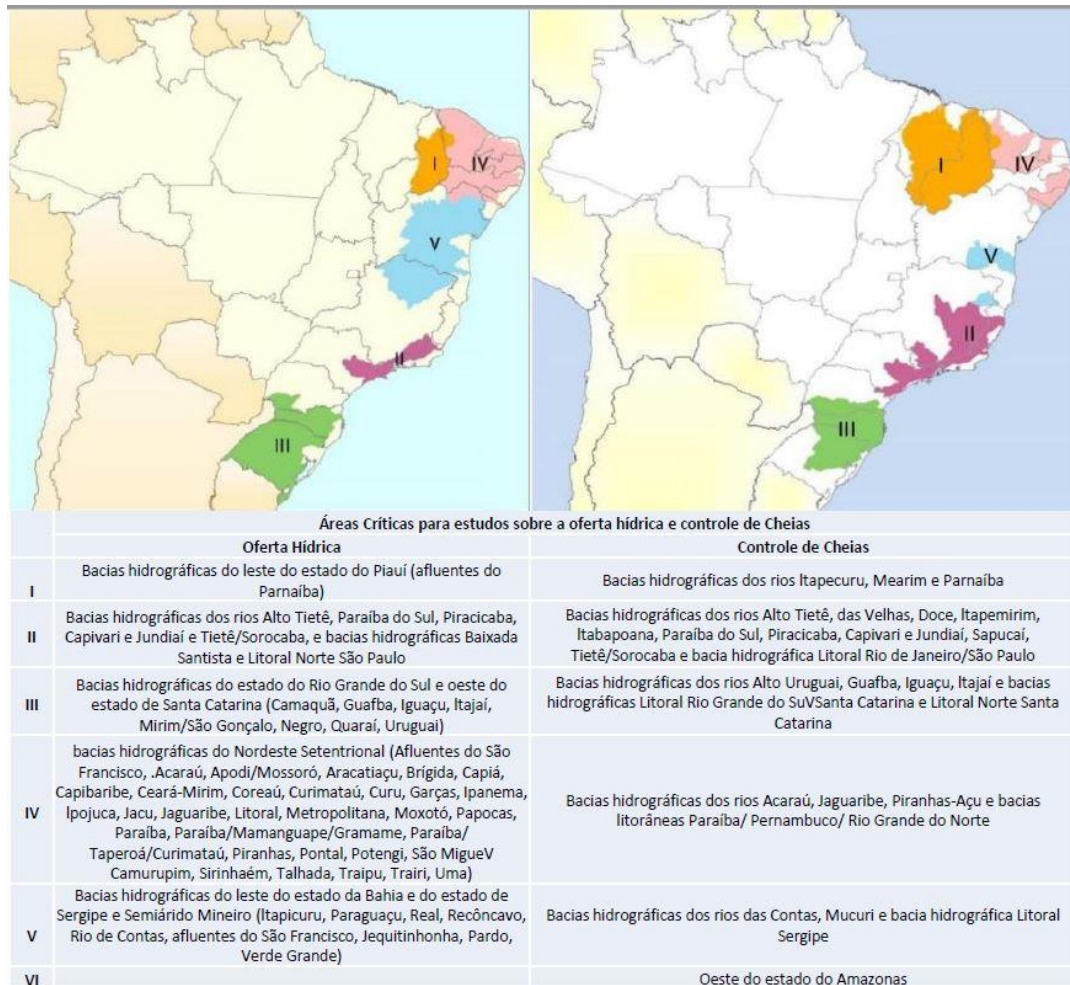 I
IV
V
II
III
I
IV
V
II
III
Áreas Críticas para estudos sobre a oferta hídrica e controle de Cheias
Oferta Hídrica
Controle de Cheias
I
Bacias hidrográficas do leste do estado do Piauí (afluentes do
Parnaíba)
Bacias hidrográficas dos rios Itapecuru, Mearim e Parnaíba
II
Bacias hidrográficas dos rios Alto Tietê, Paraíba do Sul, Piracicaba,
Capivari e Jundiaí e Tietê/Sorocaba, e bacias hidrográficas Baixada
Santista e Litoral Norte São Paulo
Bacias hidrográficas dos rios Alto Tietê, das Velhas, Doce, ltapemirim,
ltabapoana, Paraíba do Sul, Piracicaba, Capivari e Jundiaí, Sapucaí,
Tietê/Sorocaba e bacia hidrográfica Litoral Rio de Janeiro/São Paulo
III
Bacias hidrográficas do estado do Rio Grande do Sul e oeste do
estado de Santa Catarina (Camaquã, Guafba, Iguaçu, ltajaí,
Mirim/São Gonçalo, Negro, Quaraí, Uruguai)
Bacias hidrográficas dos rios Alto Uruguai, Guafba, Iguaçu, ltajaí e bacias
hidrográficas Litoral Rio Grande do SuVSanta Catarina e Litoral Norte Santa
Catarina
IV
bacias hidrográficas do Nordeste Setentrional (Afluentes do São
Francisco, .Acaraú, Apodi/Mossoró, Aracatiaçu, Brígida, Capiá,
Capibaribe, Ceará-Mirim, Coreaú, Curimataú, Curu, Garças, Ipanema,
lpojuca, Jacu, Jaguaribe, Litoral, Metropolitana, Moxotó, Papocas,
Paraíba, Paraíba/Mamanguape/Gramame, Paraíba/
Taperoá/Curimataú, Piranhas, Pontal, Potengi, São MigueV
Camurupim, Sirinhaém, Talhada, Traipu, Trairi, Uma)
Bacias hidrográficas dos rios Acaraú, Jaguaribe, Piranhas-Açu e bacias
litorâneas Paraíba/ Pernambuco/ Rio Grande do Norte
V
Bacias hidrográficas do leste do estado da Bahia e do estado de
Sergipe e Semiárido Mineiro (ltapicuru, Paraguaçu, Real, Recôncavo,
Rio de Contas, afluentes do São Francisco, Jequitinhonha, Pardo,
Verde Grande)
Bacias hidrográficas dos rios das Contas, Mucuri e bacia hidrográfica Litoral
Sergipe
VI
Oeste do estado do Amazonas